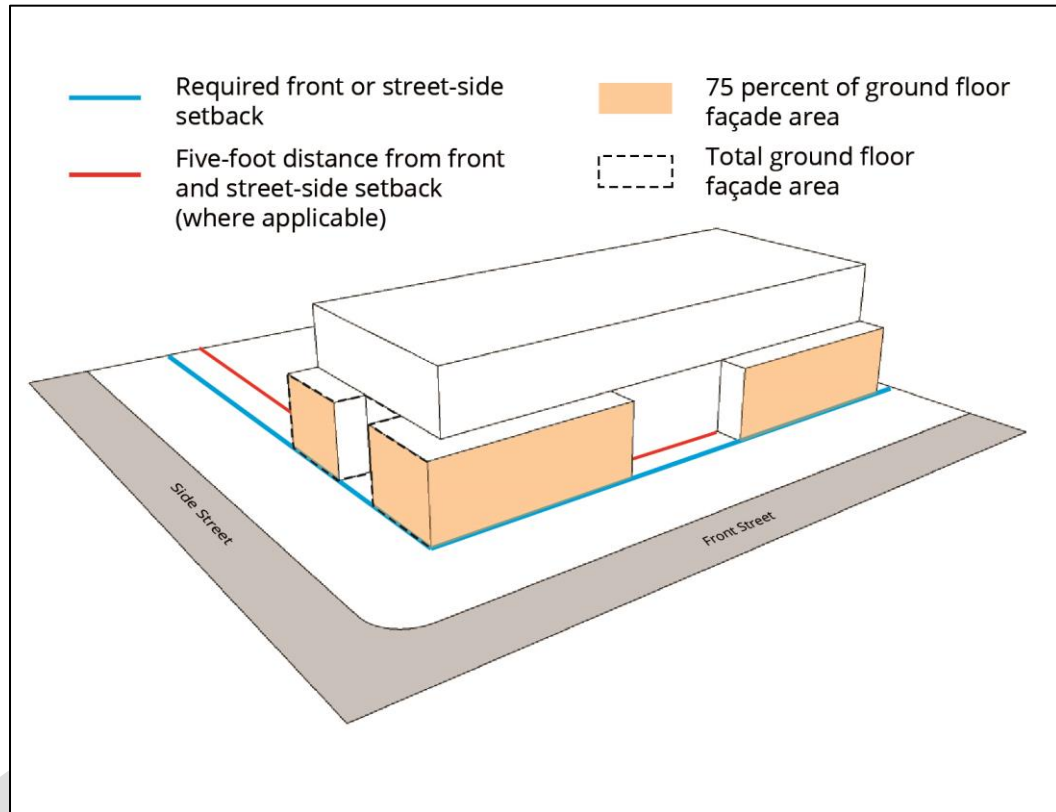 Required front or street-side
setback
Five-foot distance from front
and street-side setback
(where applicable)
75 percent of ground floor
façade area
Total ground floor
façade area
Side Street
Front Street